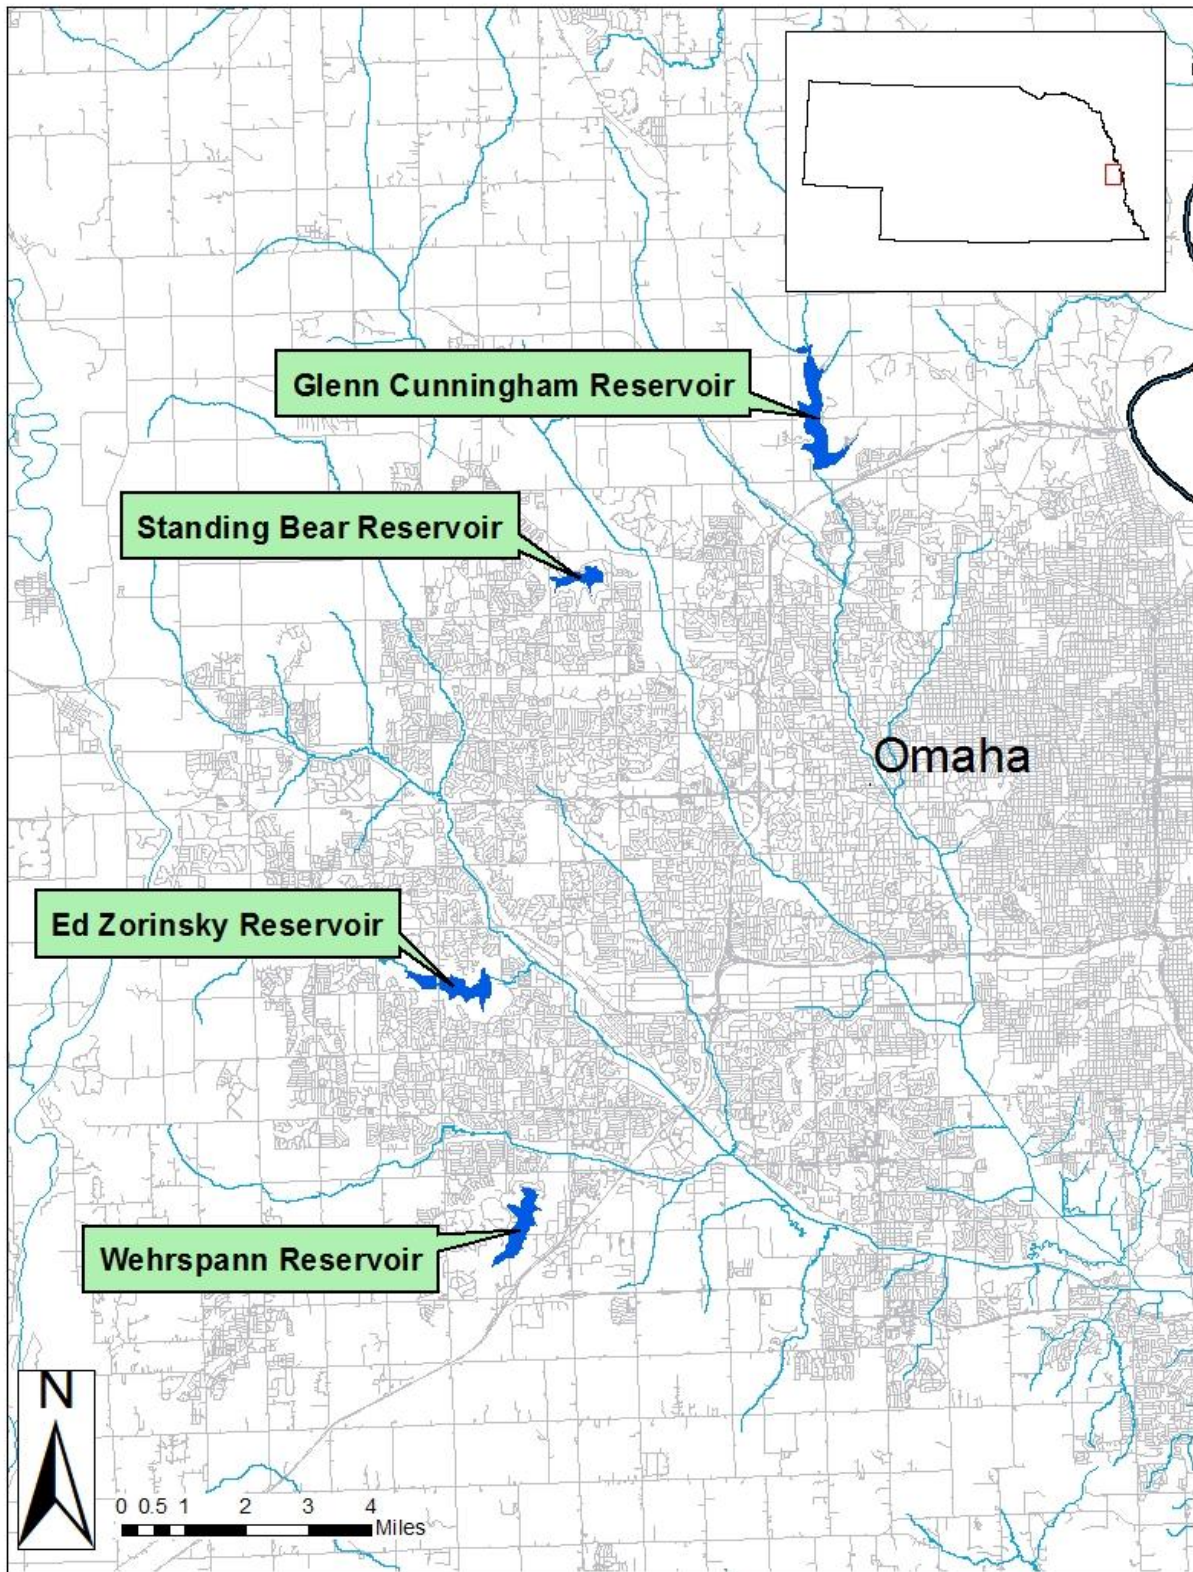 Glenn Cunningham Reservoir
Standing Bear Reservoir
Omaha
Ed Zorinsky Reservoir
Wehrspann Reservoir
N
0 0.5 1 2 3 4
Miles